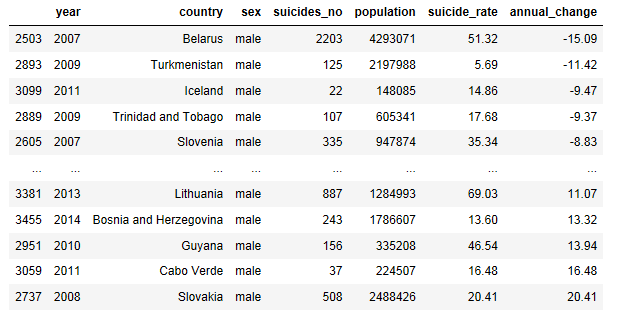 year country sex suicides_no population suicide_rate annual_change
2503 2007 Belarus male 2203 4293071 51.32 -15.09
2893 2009 Turkmenistan male 125 2197988 5.69 -11.42
3099 2011 Iceland male 22 148085 14.86 -9.47
2889 2009 Trinidad and Tobago male 107 605341 17.68 -9.37
2605 2007 Slovenia male 335 947874 35.34 -8.83
... ... ... ... ... ... ... ...
3381 2013 Lithuania male 887 1284993 69.03 11.07
3455 2014 Bosnia and Herzegovina male 243 1786607 13.60 13.32
2951 2010 Guyana male 156 335208 46.54 13.94
3059 2011 Cabo Verde male 37 224507 16.48 16.48
2737 2008 Slovakia male 508 2488426 20.41 20.41